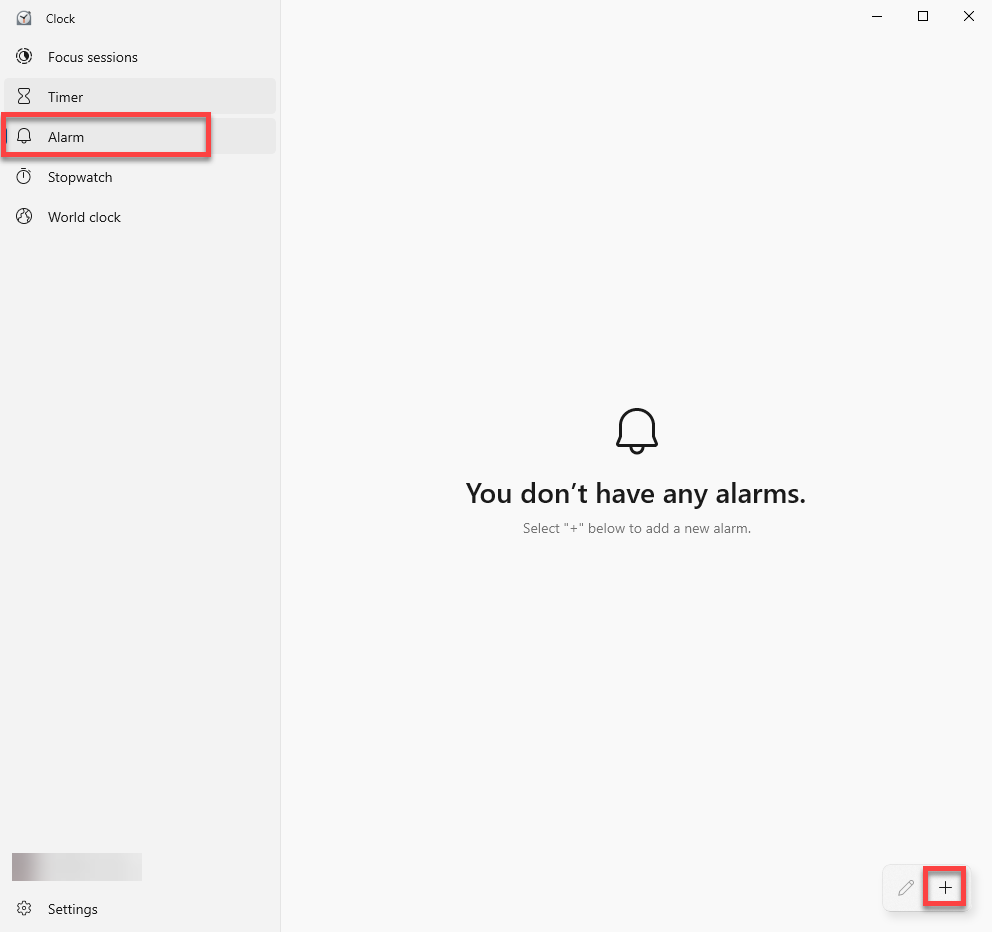 Clock
Focus sessions
Timer
Alarm
Stopwatch
World clock
You don’t have any alarms.
Select "+" below to add a new alarm.
Settings